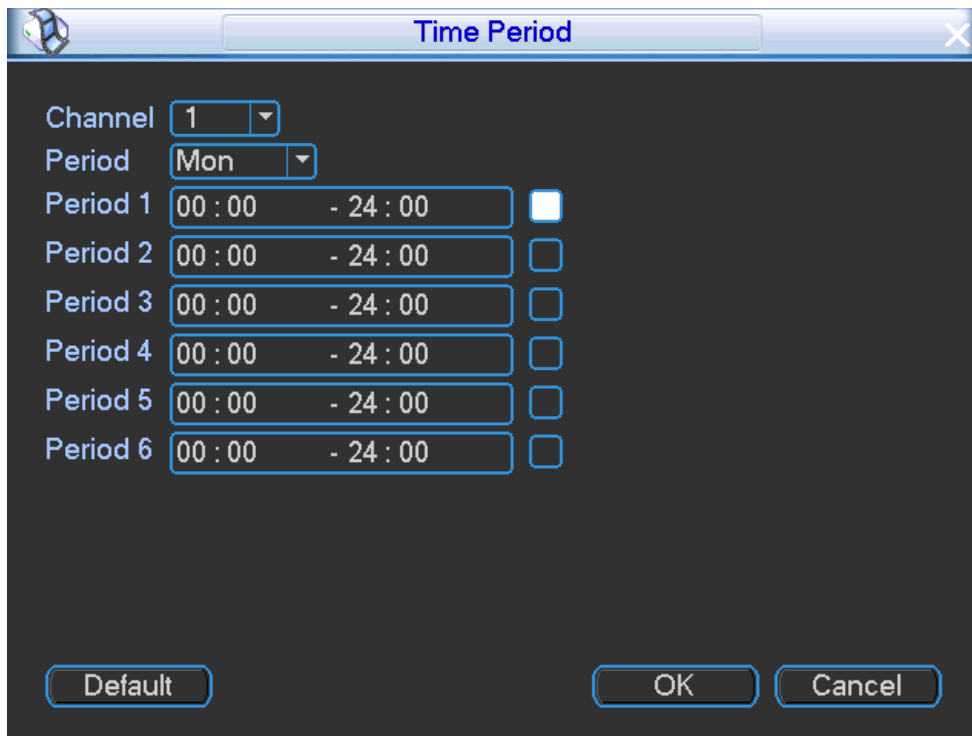 Time Period
Channel 1
Period Mon
Period 1 00 : 00 - 24 : 00
Period 2 00 : 00 - 24 : 00
Period 3 00 : 00 - 24 : 00
Period 4 00 : 00 - 24 : 00
Period 5 00 : 00 - 24 : 00
Period 6 00 : 00 - 24 : 00
Default OK Cancel